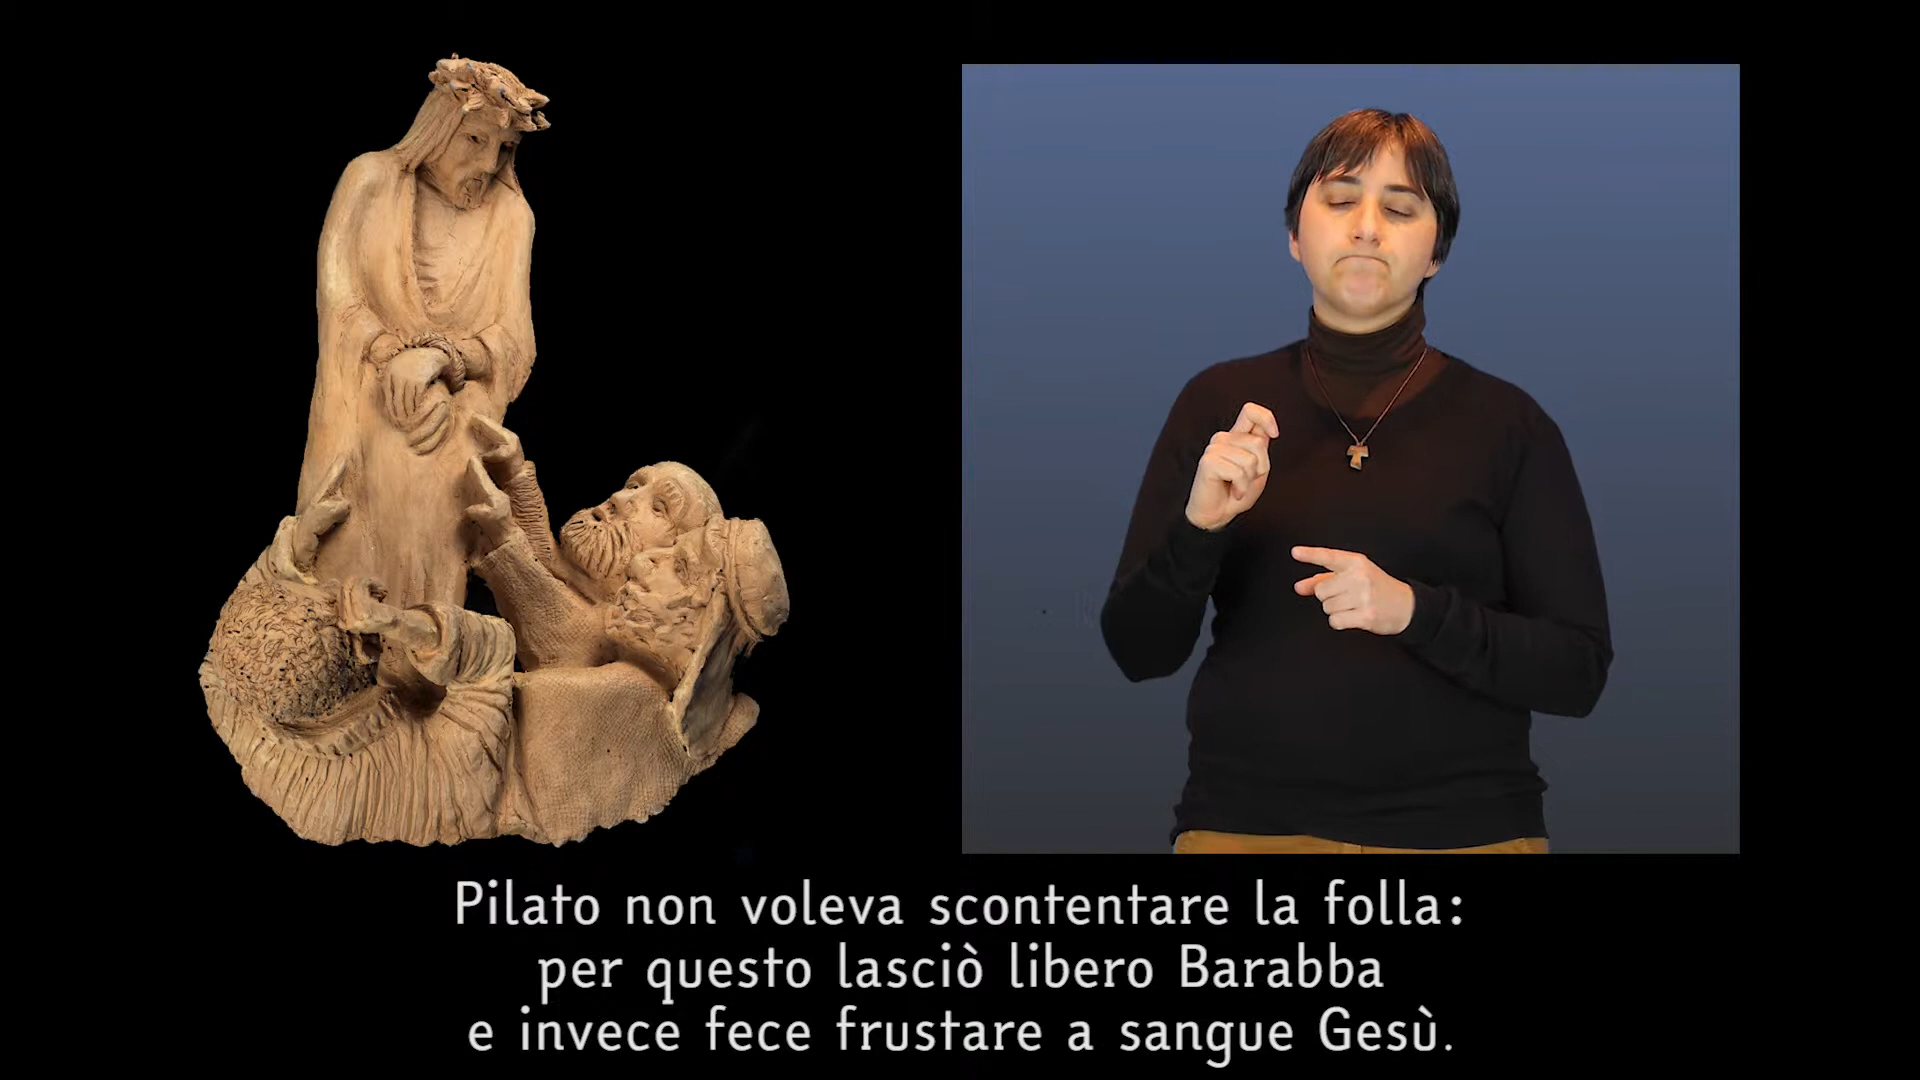 Pilato non voleva scontentare la folla:
per questo lasciò libero Barabba
e invece fece frustare a sangue Gesù.